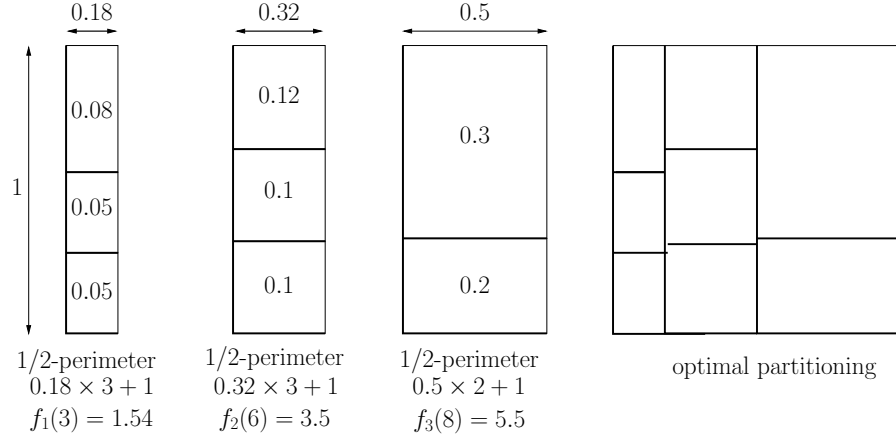 0.18
0.32
0.5
1
0.08
0.05
0.05
0.12
0.1
0.1
0.3
0.2
1/2-perimeter
0.18 × 3 + 1
f₁(3) = 1.54
1/2-perimeter
0.32 × 3 + 1
f₂(6) = 3.5
1/2-perimeter
0.5 × 2 + 1
f₃(8) = 5.5
optimal partitioning